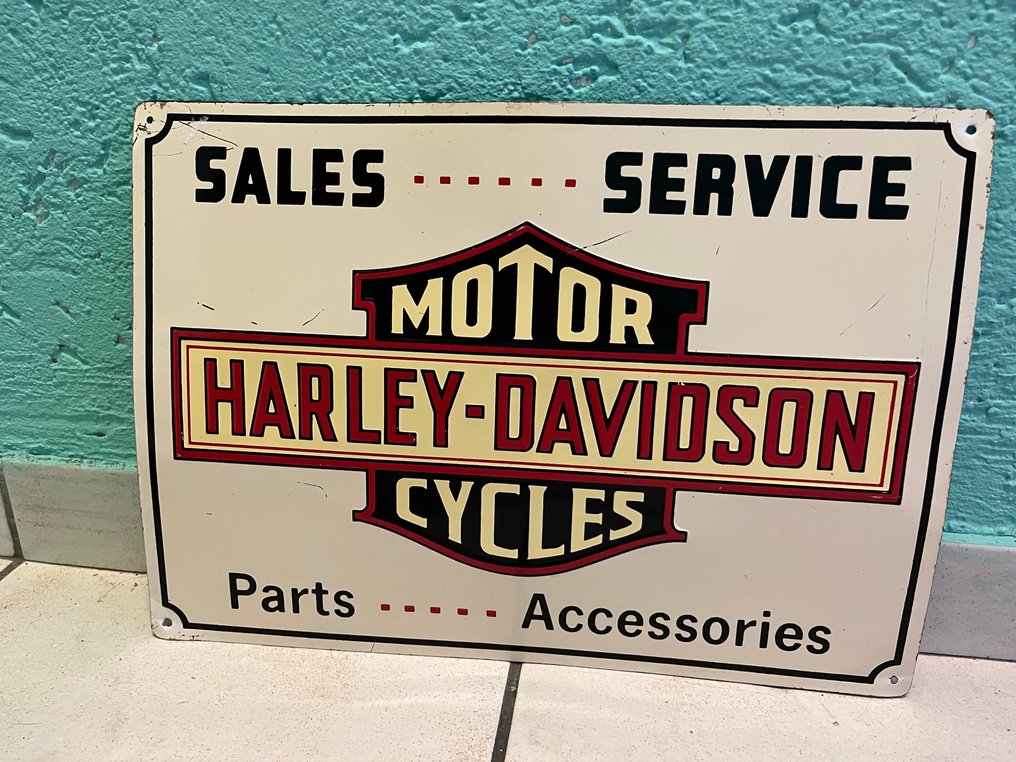 SALES ------ SERVICE
MOTOR
HARLEY-DAVIDSON
CYCLES
Parts ----- Accessories